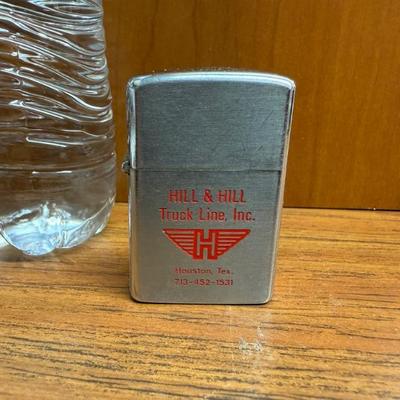 HILL & HILL
Truck Line, Inc.
H
Houston, Tex.
713-452-1531